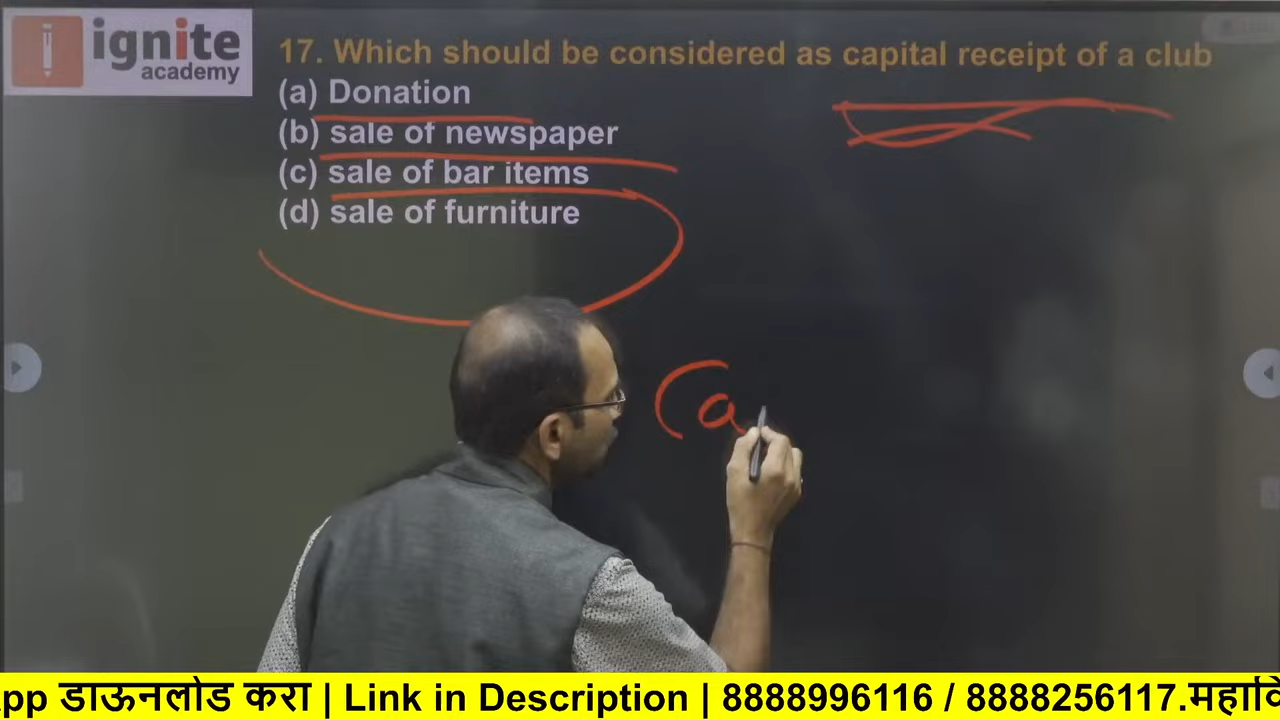 ignite
academy
17. Which should be considered as capital receipt of a club
(a) Donation
(b) sale of newspaper
(c) sale of bar items
(d) sale of furniture
(a
pp डाऊनलोड करा | Link in Description | 8888996116 / 8888256117.